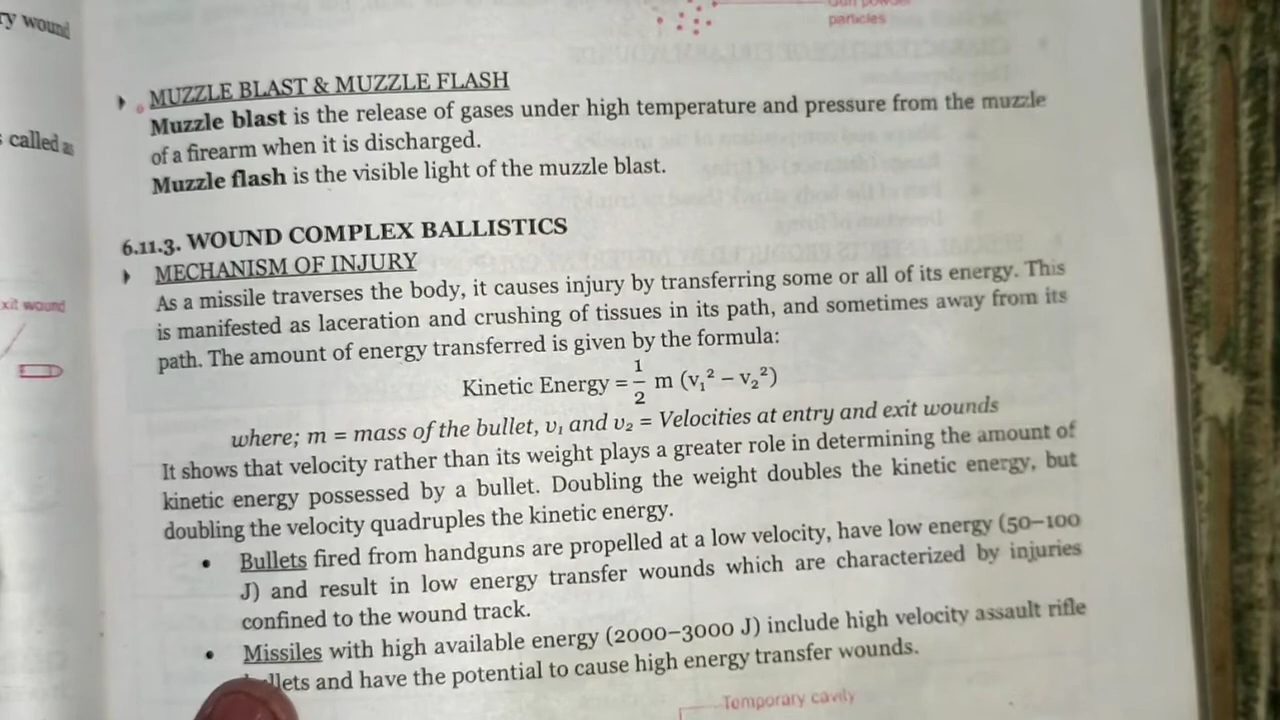 ry wound
Gun powder
particles
MUZZLE BLAST & MUZZLE FLASH
Muzzle blast is the release of gases under high temperature and pressure from the muzzle
of a firearm when it is discharged.
Muzzle flash is the visible light of the muzzle blast.
called as
6.11.3. WOUND COMPLEX BALLISTICS
MECHANISM OF INJURY
As a missile traverses the body, it causes injury by transferring some or all of its energy. This
is manifested as laceration and crushing of tissues in its path, and sometimes away from its
path. The amount of energy transferred is given by the formula:
xit wound
Kinetic Energy = 1/2 m (v₁² – v₂²)
where; m = mass of the bullet, v₁ and v₂ = Velocities at entry and exit wounds
It shows that velocity rather than its weight plays a greater role in determining the amount of
kinetic energy possessed by a bullet. Doubling the weight doubles the kinetic energy, but
doubling the velocity quadruples the kinetic energy.
• Bullets fired from handguns are propelled at a low velocity, have low energy (50–100
J) and result in low energy transfer wounds which are characterized by injuries
confined to the wound track.
• Missiles with high available energy (2000–3000 J) include high velocity assault rifle
llets and have the potential to cause high energy transfer wounds.
Temporary cavity